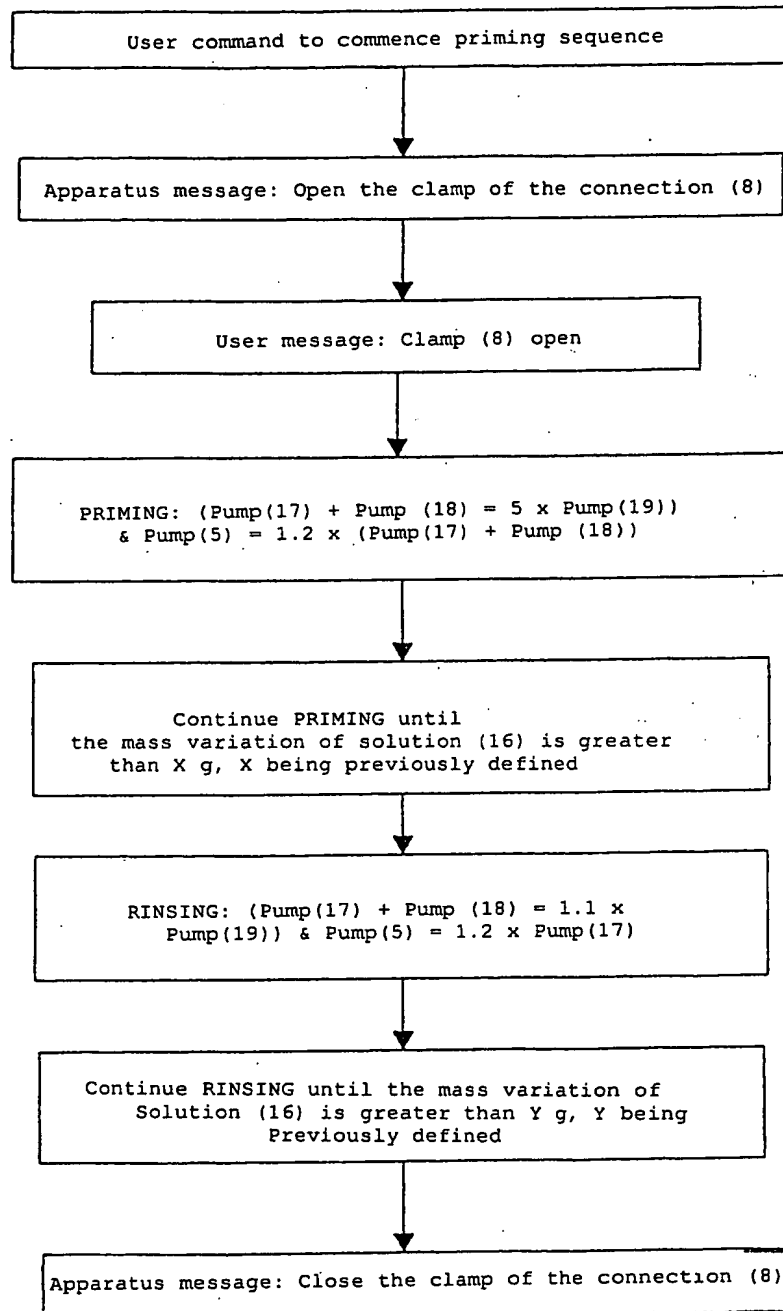 User command to commence priming sequence
Apparatus message: Open the clamp of the connection (8)
User message: Clamp (8) open
PRIMING: (Pump(17) + Pump (18) = 5 x Pump(19))
& Pump(5) = 1.2 x (Pump(17) + Pump (18))
Continue PRIMING until
the mass variation of solution (16) is greater
than X g, X being previously defined
RINSING: (Pump(17) + Pump (18) = 1.1 x
Pump(19)) & Pump(5) = 1.2 x Pump(17)
Continue RINSING until the mass variation of
Solution (16) is greater than Y g, Y being
Previously defined
Apparatus message: Close the clamp of the connection (8)